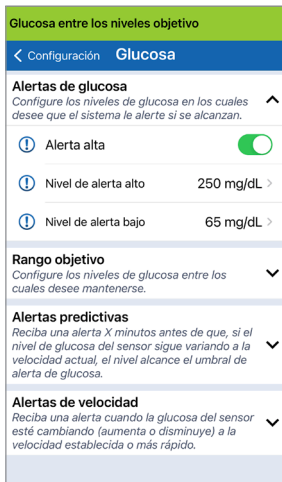 Glucosa entre los niveles objetivo
Configuración Glucosa
Alertas de glucosa
Configure los niveles de glucosa en los cuales
desee que el sistema le alerte si se alcanzan.
Alerta alta
Nivel de alerta alto 250 mg/dL
Nivel de alerta bajo 65 mg/dL
Rango objetivo
Configure los niveles de glucosa entre los
cuales desee mantenerse.
Alertas predictivas
Reciba una alerta X minutos antes de que, si el
nivel de glucosa del sensor sigue variando a la
velocidad actual, el nivel alcance el umbral de
alerta de glucosa.
Alertas de velocidad
Reciba una alerta cuando la glucosa del sensor
esté cambiando (aumenta o disminuye) a la
velocidad establecida o más rápido.